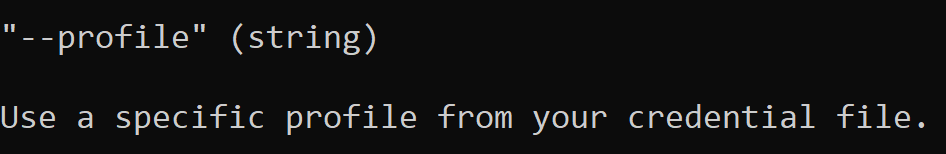 "--profile" (string)
Use a specific profile from your credential file.